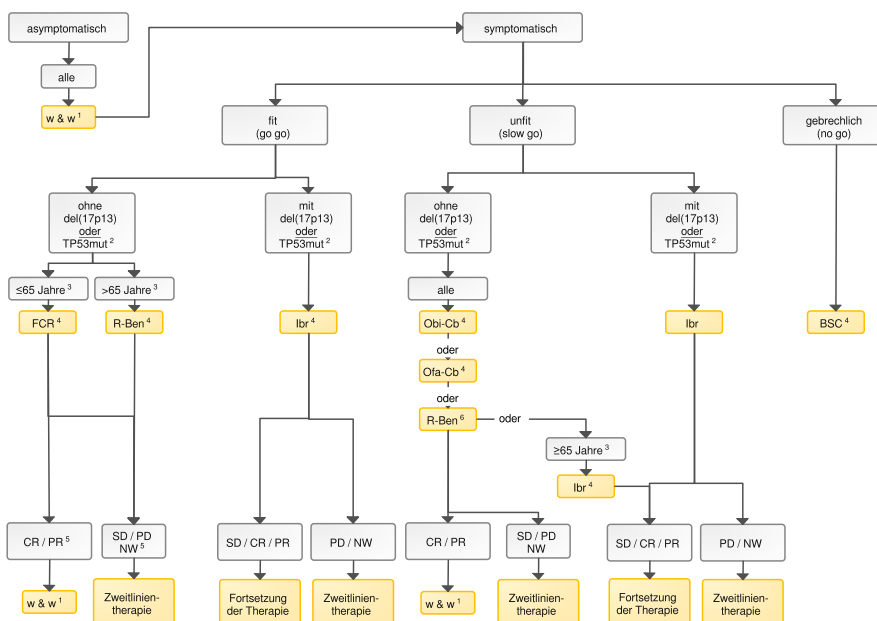 asymptomatisch
symptomatisch
alle
w & w ¹
fit
(go go)
unfit
(slow go)
gebrechlich
(no go)
ohne
del(17p13)
oder
TP53mut ²
mit
del(17p13)
oder
TP53mut ²
ohne
del(17p13)
oder
TP53mut ²
mit
del(17p13)
oder
TP53mut ²
≤65 Jahre ³
>65 Jahre ³
alle
FCR ⁴
R-Ben ⁴
Ibr ⁴
Obi-Cb ⁴
Ibr
BSC ⁴
oder
Ofa-Cb ⁴
oder
R-Ben ⁶
oder
≥65 Jahre ³
Ibr ⁴
CR / PR ⁵
SD / PD
NW ⁵
SD / CR / PR
PD / NW
CR / PR
SD / PD
NW
SD / CR / PR
PD / NW
w & w ¹
Zweitlinien-
therapie
Fortsetzung
der Therapie
Zweitlinien-
therapie
w & w ¹
Zweitlinien-
therapie
Fortsetzung
der Therapie
Zweitlinien-
therapie